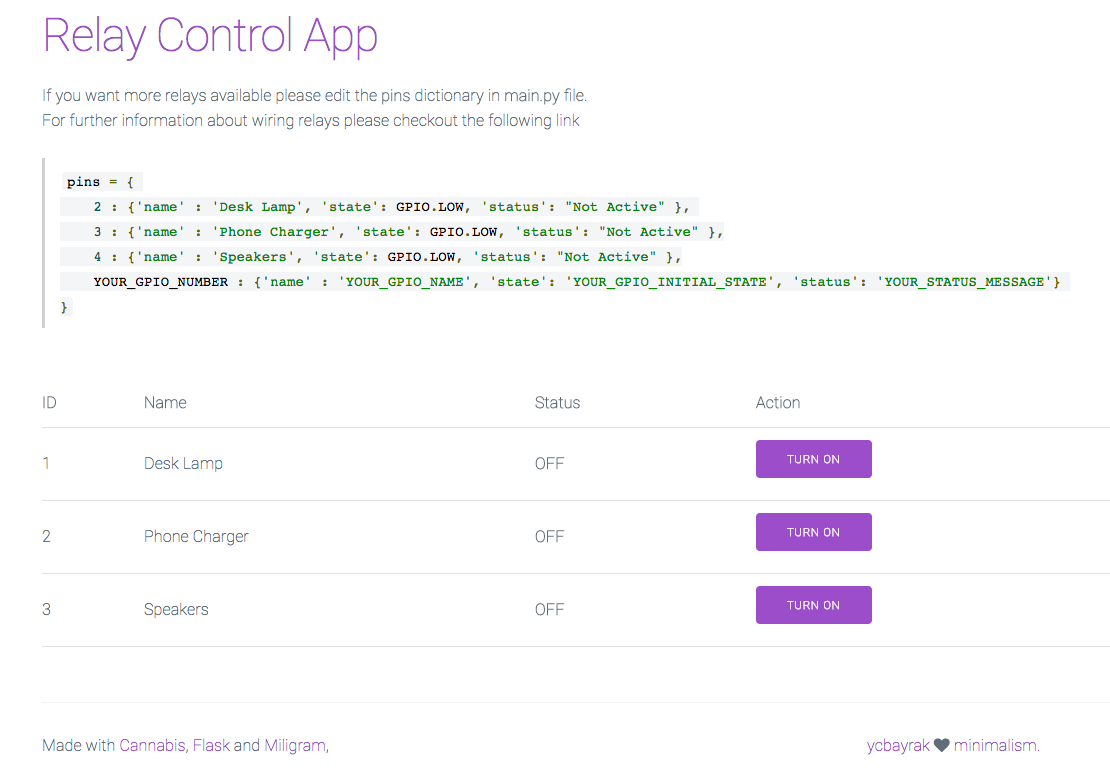 Relay Control App
If you want more relays available please edit the pins dictionary in main.py file.
For further information about wiring relays please checkout the following link
pins = {
2 : {'name' : 'Desk Lamp', 'state': GPIO.LOW, 'status': "Not Active" },
3 : {'name' : 'Phone Charger', 'state': GPIO.LOW, 'status': "Not Active" },
4 : {'name' : 'Speakers', 'state': GPIO.LOW, 'status': "Not Active" },
YOUR_GPIO_NUMBER : {'name' : 'YOUR_GPIO_NAME', 'state': 'YOUR_GPIO_INITIAL_STATE', 'status': 'YOUR_STATUS_MESSAGE'}
}
ID Name Status Action
1 Desk Lamp OFF TURN ON
2 Phone Charger OFF TURN ON
3 Speakers OFF TURN ON
Made with Cannabis, Flask and Miligram, ycbayrak ♥ minimalism.